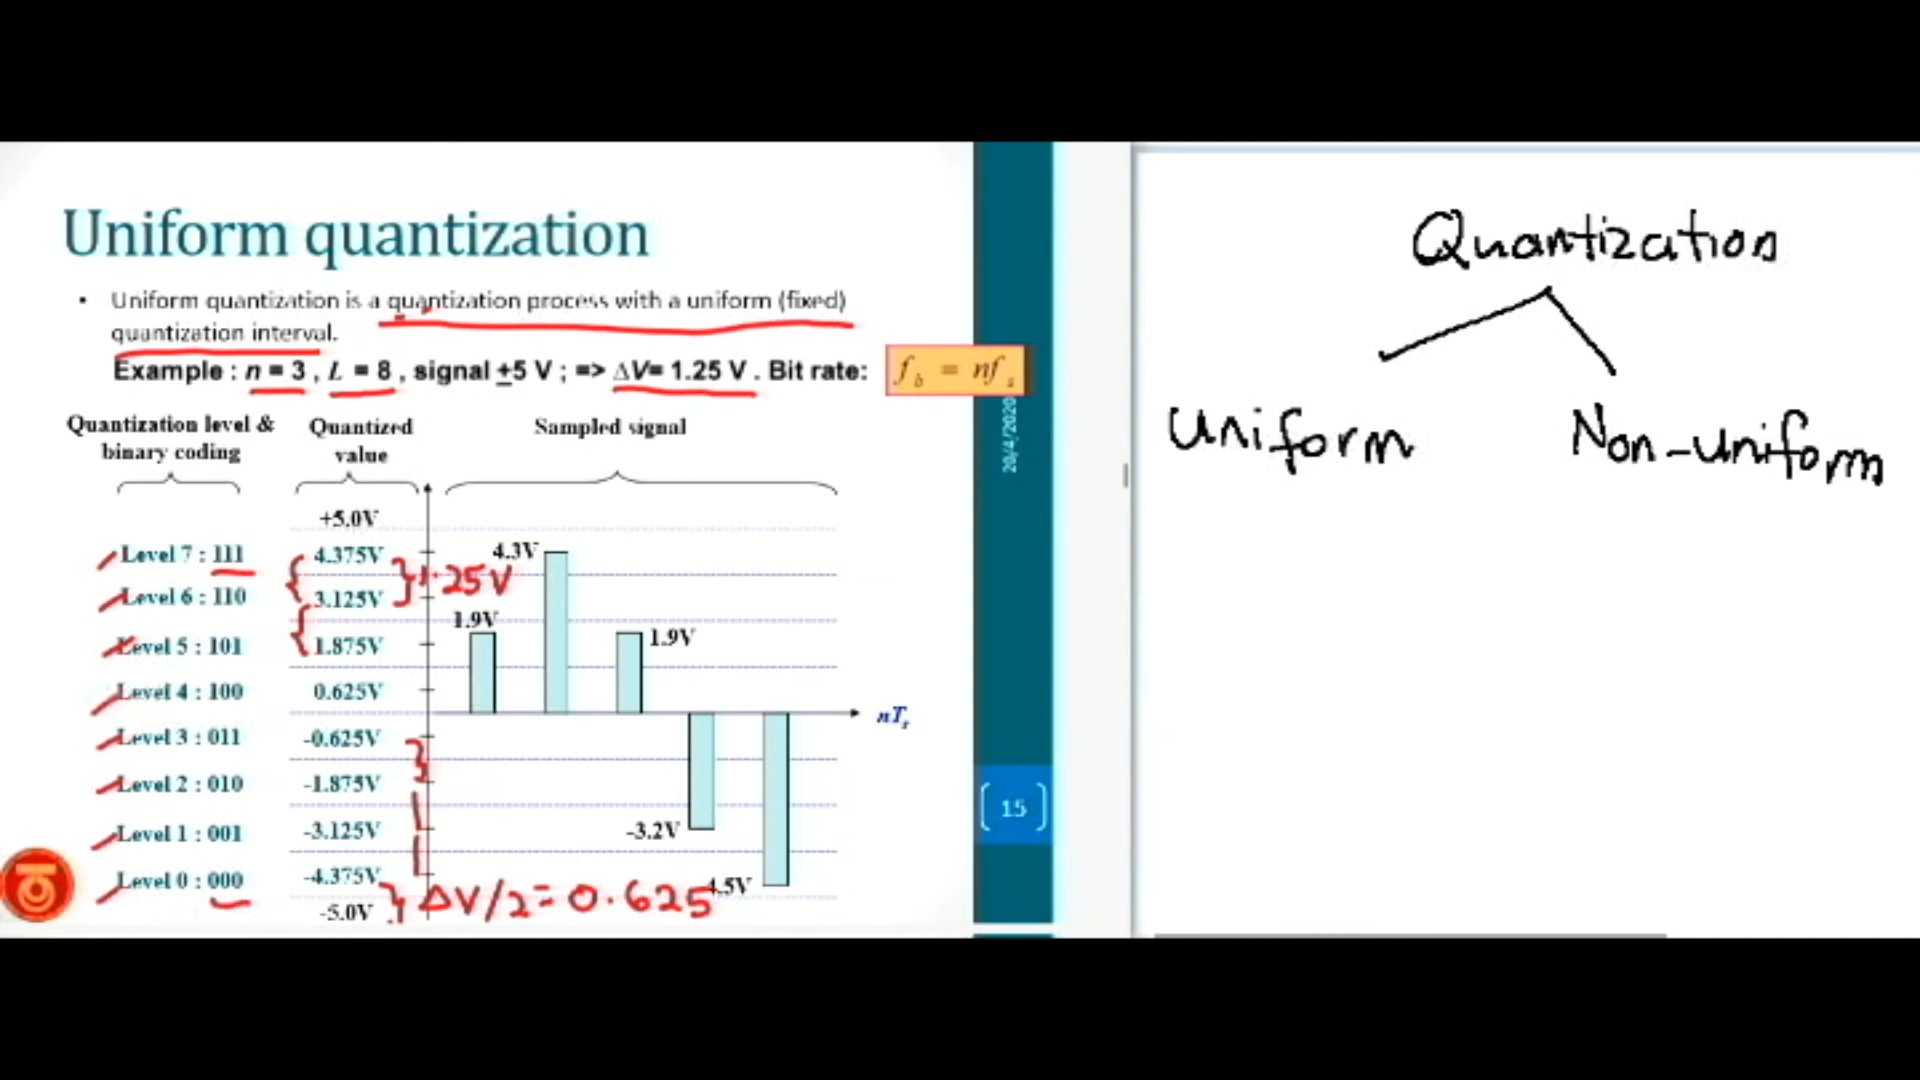 Uniform quantization
• Uniform quantization is a quantization process with a uniform (fixed)
quantization interval.
Example : n = 3 , L = 8 , signal ±5 V ; => ΔV= 1.25 V . Bit rate:
f_b = nf_s
Quantization level &
binary coding
Quantized
value
Sampled signal
+5.0V
Level 7 : 111
4.375V
Level 6 : 110
3.125V
Level 5 : 101
1.875V
Level 4 : 100
0.625V
Level 3 : 011
-0.625V
Level 2 : 010
-1.875V
Level 1 : 001
-3.125V
Level 0 : 000
-4.375V
-5.0V
1.25V
ΔV/2 = 0.625
1.9V
4.3V
1.9V
-3.2V
4.5V
nT_s
20/4/2020
15
Quantization
Uniform
Non-uniform